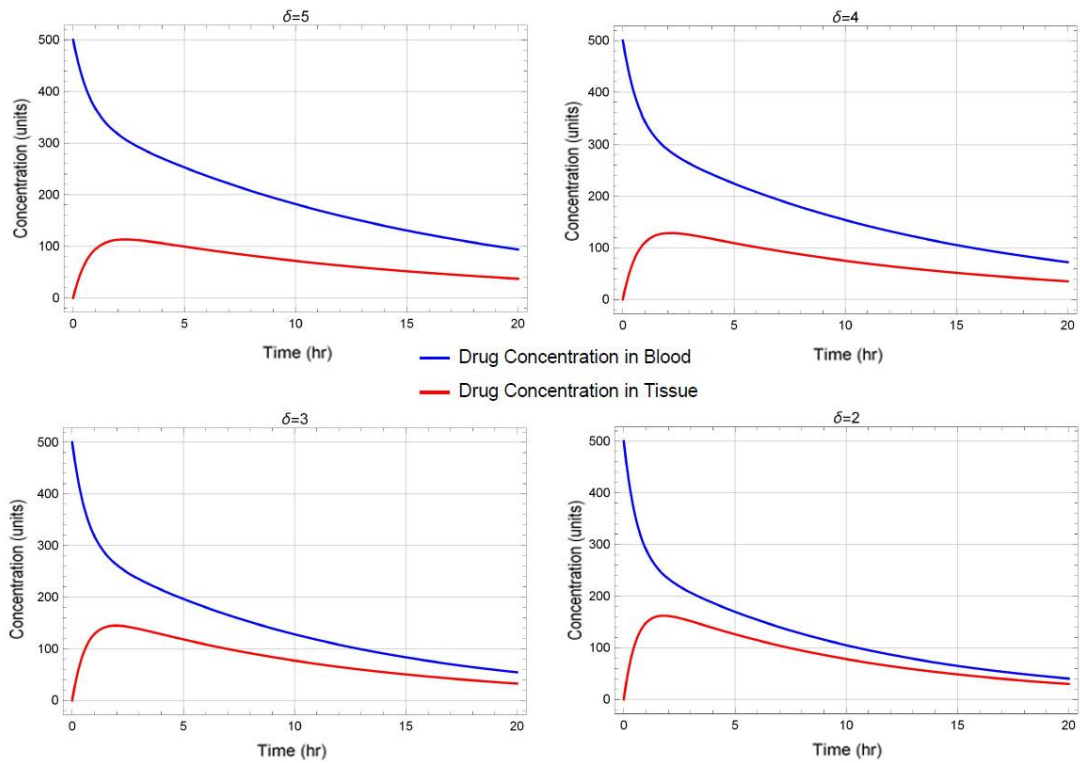 δ=5
Concentration (units)
500
400
300
200
100
0
0 5 10 15 20
Time (hr)
δ=4
Concentration (units)
500
400
300
200
100
0
0 5 10 15 20
Time (hr)
Drug Concentration in Blood
Drug Concentration in Tissue
δ=3
Concentration (units)
500
400
300
200
100
0
0 5 10 15 20
Time (hr)
δ=2
Concentration (units)
500
400
300
200
100
0
0 5 10 15 20
Time (hr)